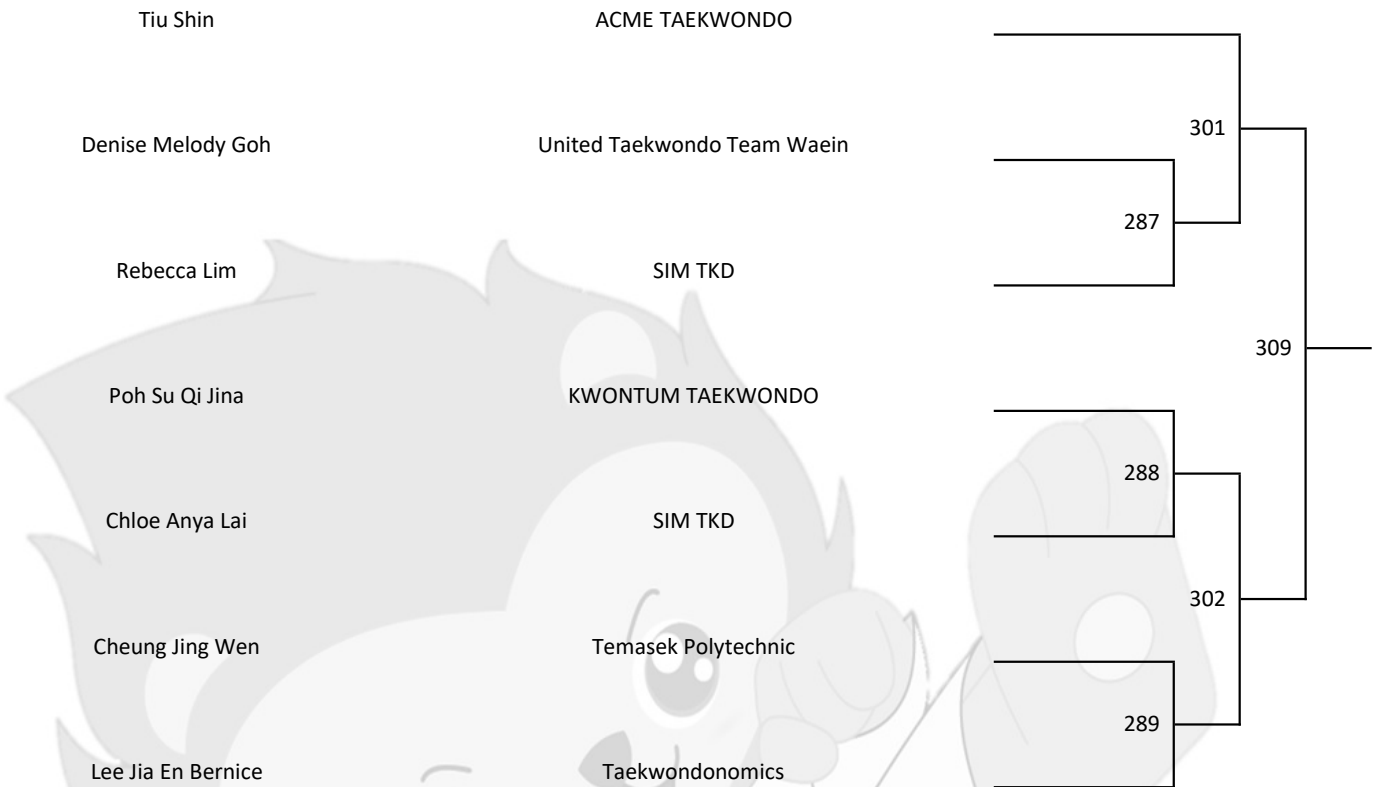 Tiu Shin ACME TAEKWONDO
301
Denise Melody Goh United Taekwondo Team Waein
287
Rebecca Lim SIM TKD
309
Poh Su Qi Jina KWONTUM TAEKWONDO
288
Chloe Anya Lai SIM TKD
302
Cheung Jing Wen Temasek Polytechnic
289
Lee Jia En Bernice Taekwondonomics